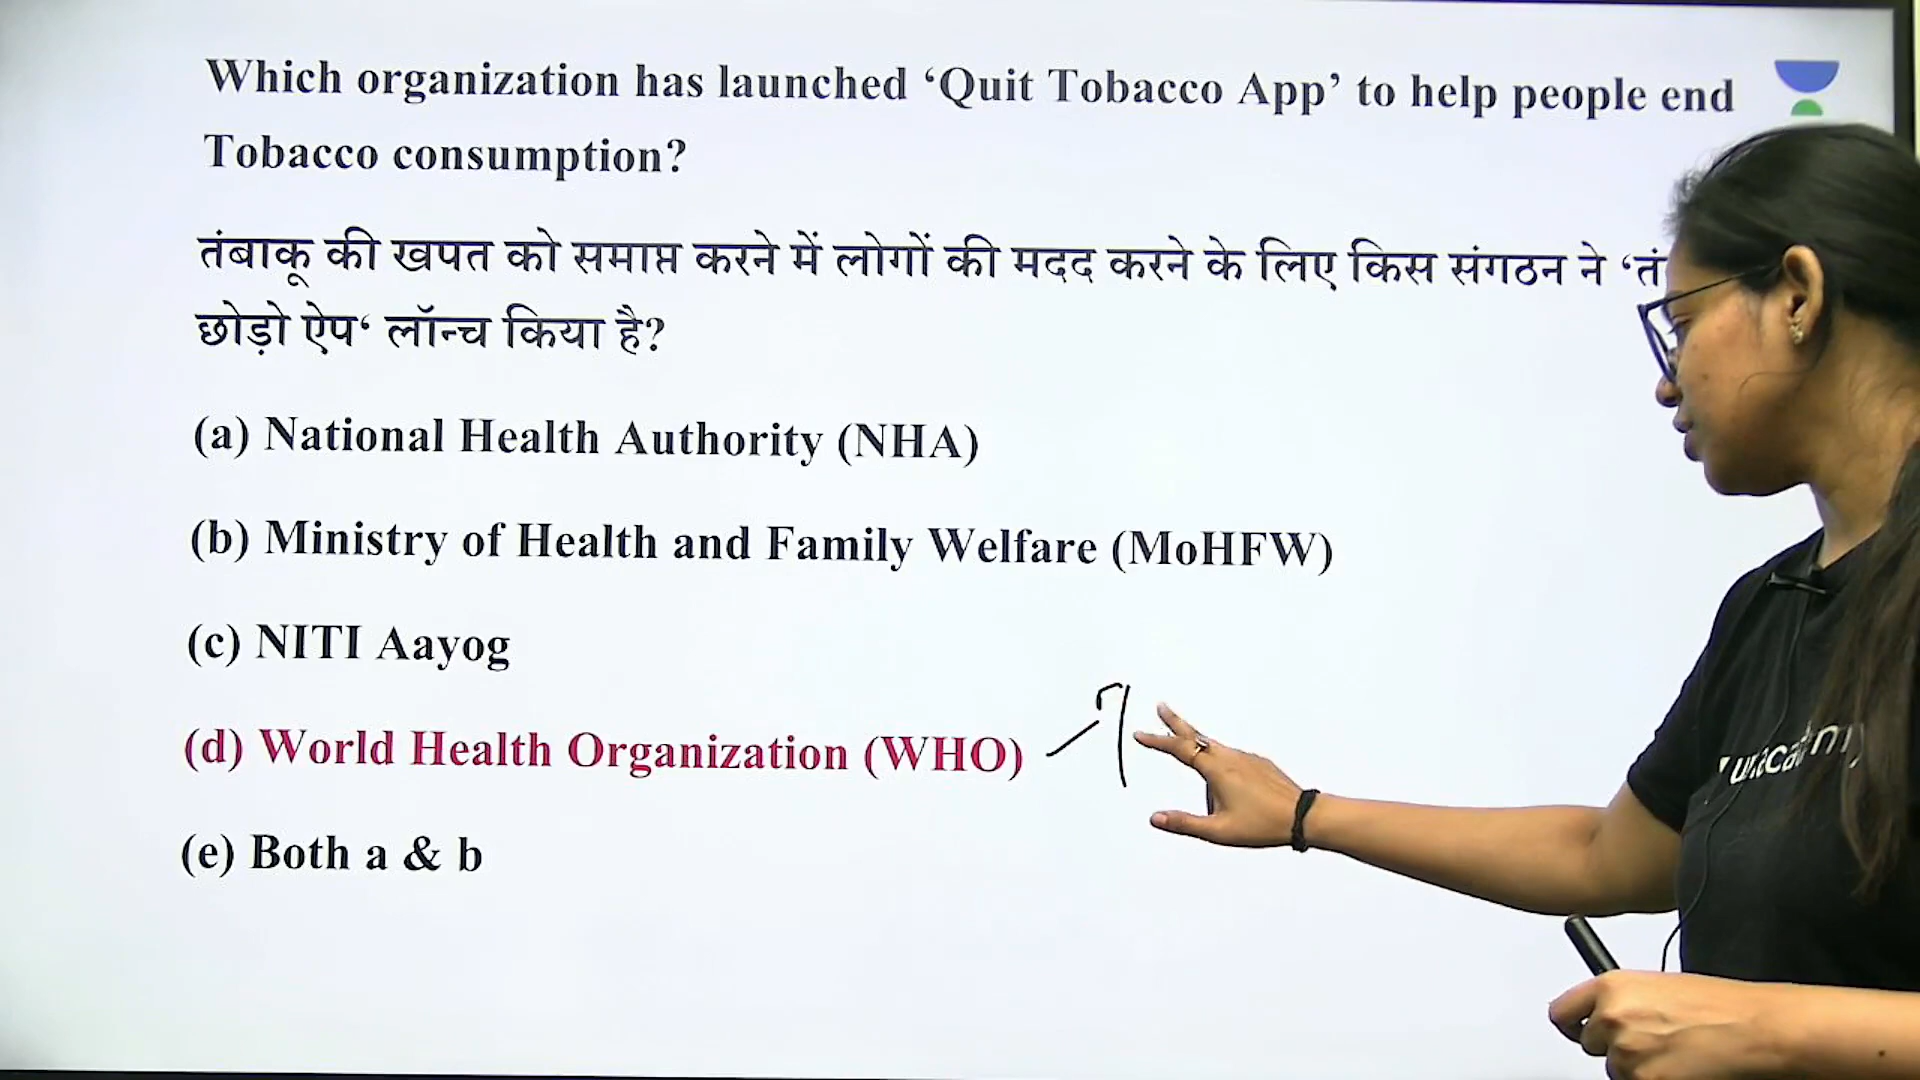 Which organization has launched ‘Quit Tobacco App’ to help people end
Tobacco consumption?
तंबाकू की खपत को समाप्त करने में लोगों की मदद करने के लिए किस संगठन ने ‘तं
छोड़ो ऐप‘ लॉन्च किया है?
(a) National Health Authority (NHA)
(b) Ministry of Health and Family Welfare (MoHFW)
(c) NITI Aayog
(d) World Health Organization (WHO)
(e) Both a & b
unacademy